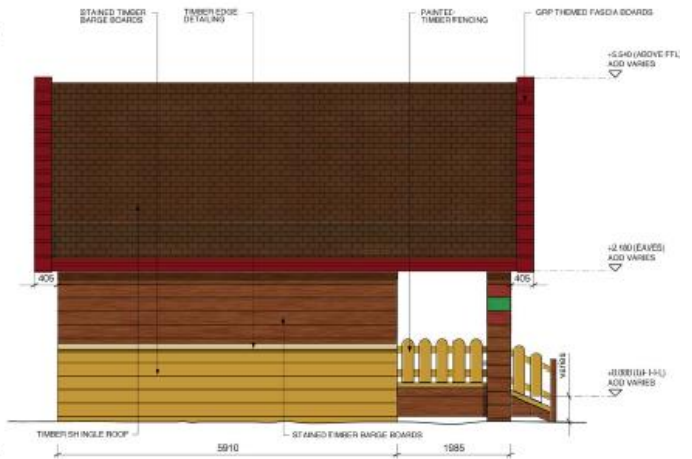 STAINED TIMBER
BARGE BOARDS
TIMBER EDGE
DETAILING
PAINTED
TIMBER FENCING
GRP THEMED FASCIA BOARDS
+5.540 (ABOVE FFL)
AOD VARIES
+2.180 (EAVES)
AOD VARIES
405
405
AOD VARIES
TIMBER SHINGLE ROOF
STAINED TIMBER BARGE BOARDS
5910
1985